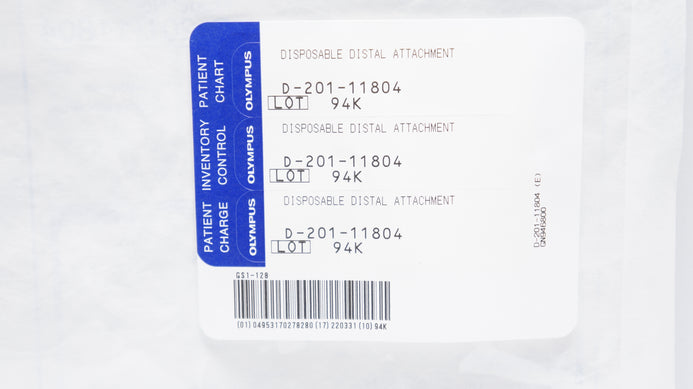 PATIENT CHART
OLYMPUS
DISPOSABLE DISTAL ATTACHMENT
D-201-11804
LOT 94K
INVENTORY CONTROL
OLYMPUS
DISPOSABLE DISTAL ATTACHMENT
D-201-11804
LOT 94K
PATIENT CHARGE
OLYMPUS
DISPOSABLE DISTAL ATTACHMENT
D-201-11804
LOT 94K
D-201-11804 (E)
GN946800
GS1-128
(01)04953170278280(17)220331(10)94K